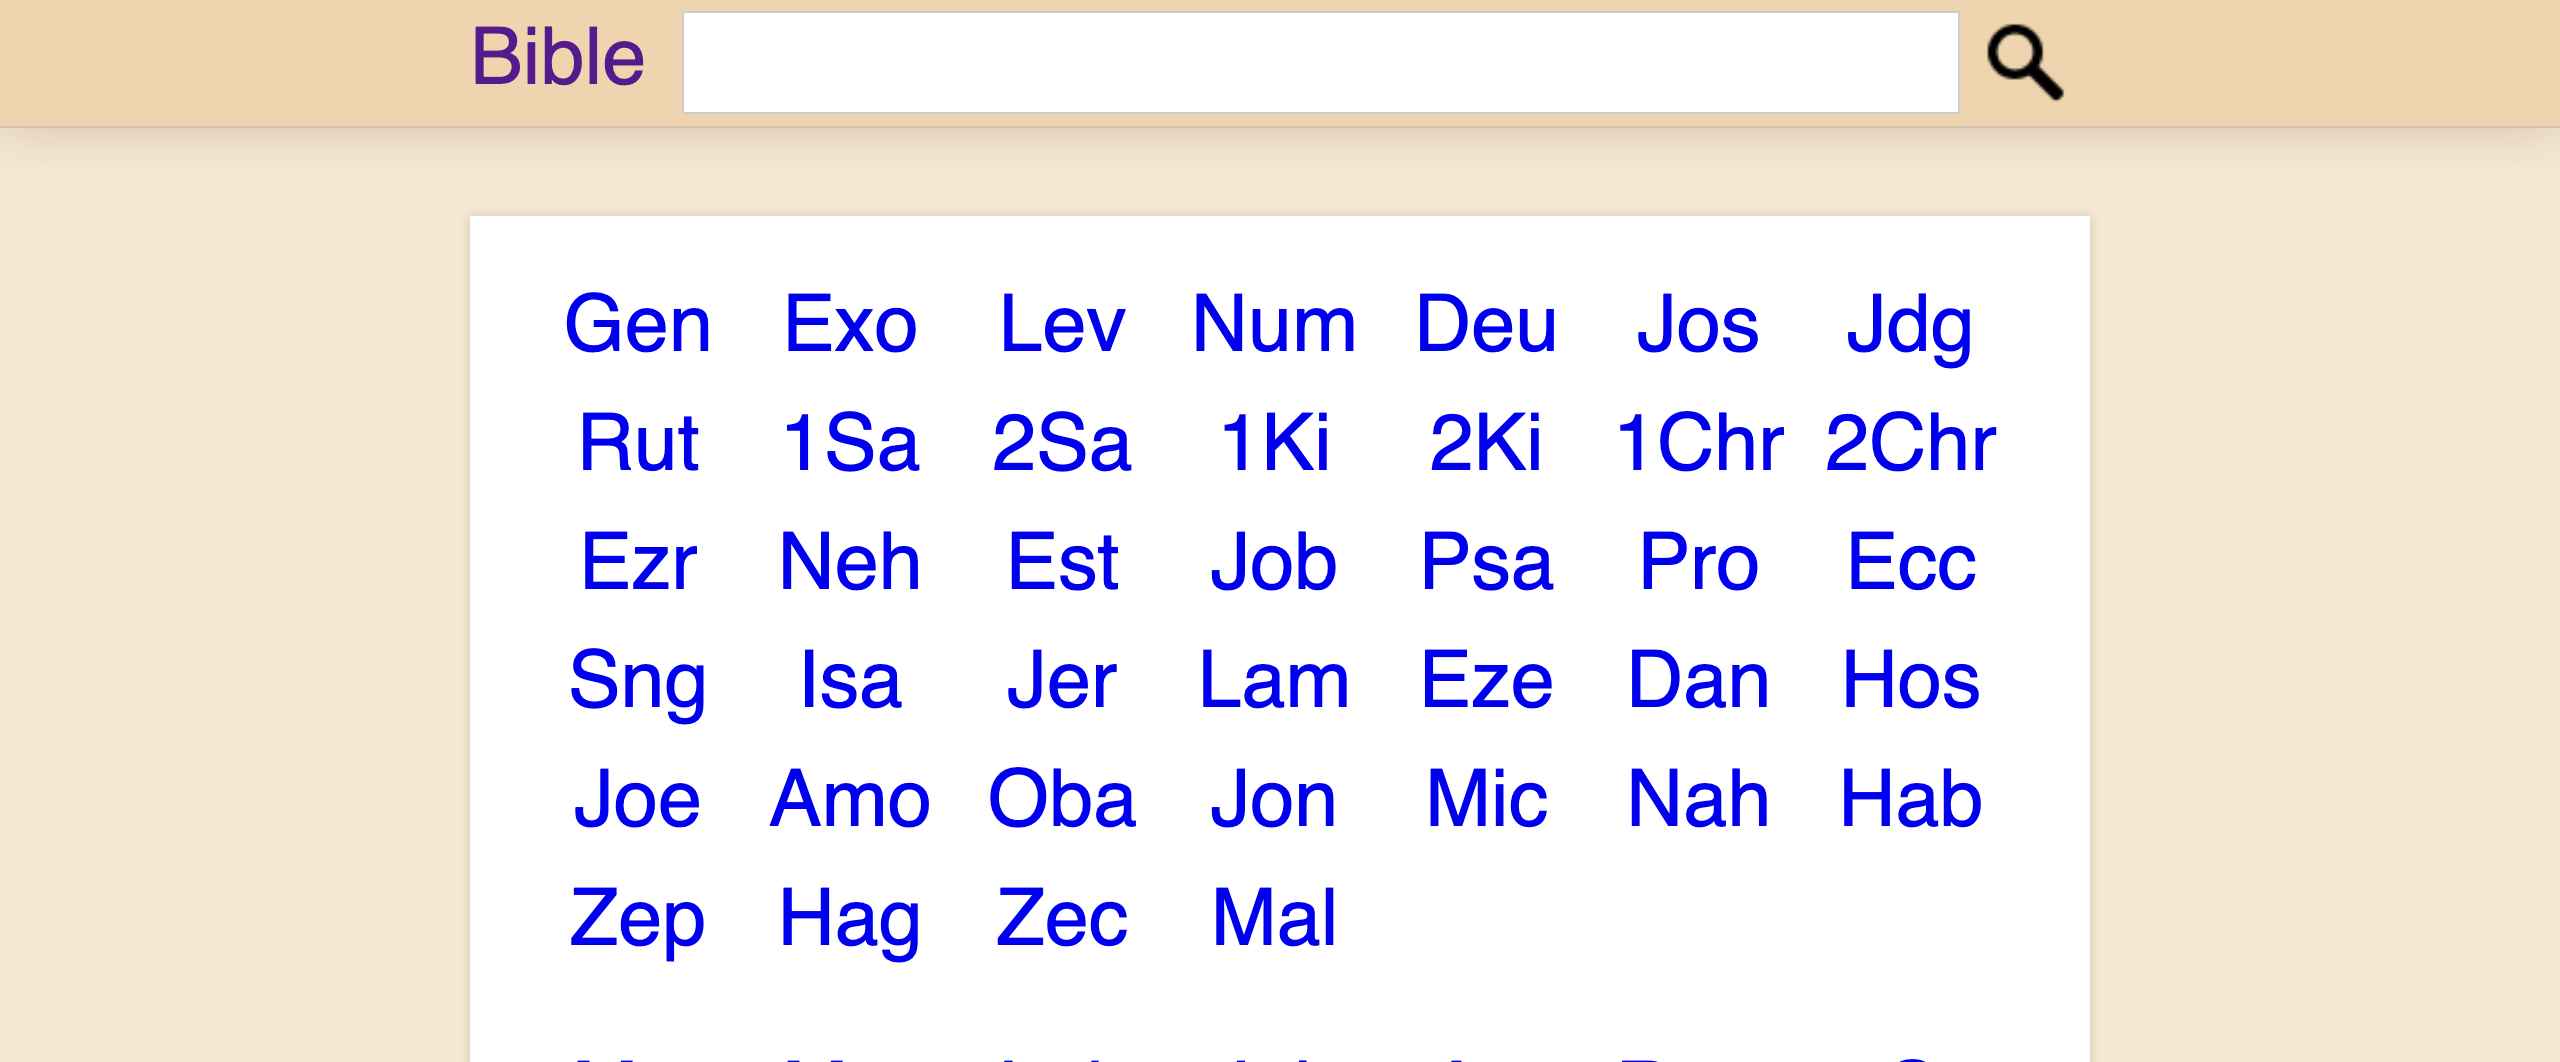 Bible
Gen Exo Lev Num Deu Jos Jdg
Rut 1Sa 2Sa 1Ki 2Ki 1Chr 2Chr
Ezr Neh Est Job Psa Pro Ecc
Sng Isa Jer Lam Eze Dan Hos
Joe Amo Oba Jon Mic Nah Hab
Zep Hag Zec Mal